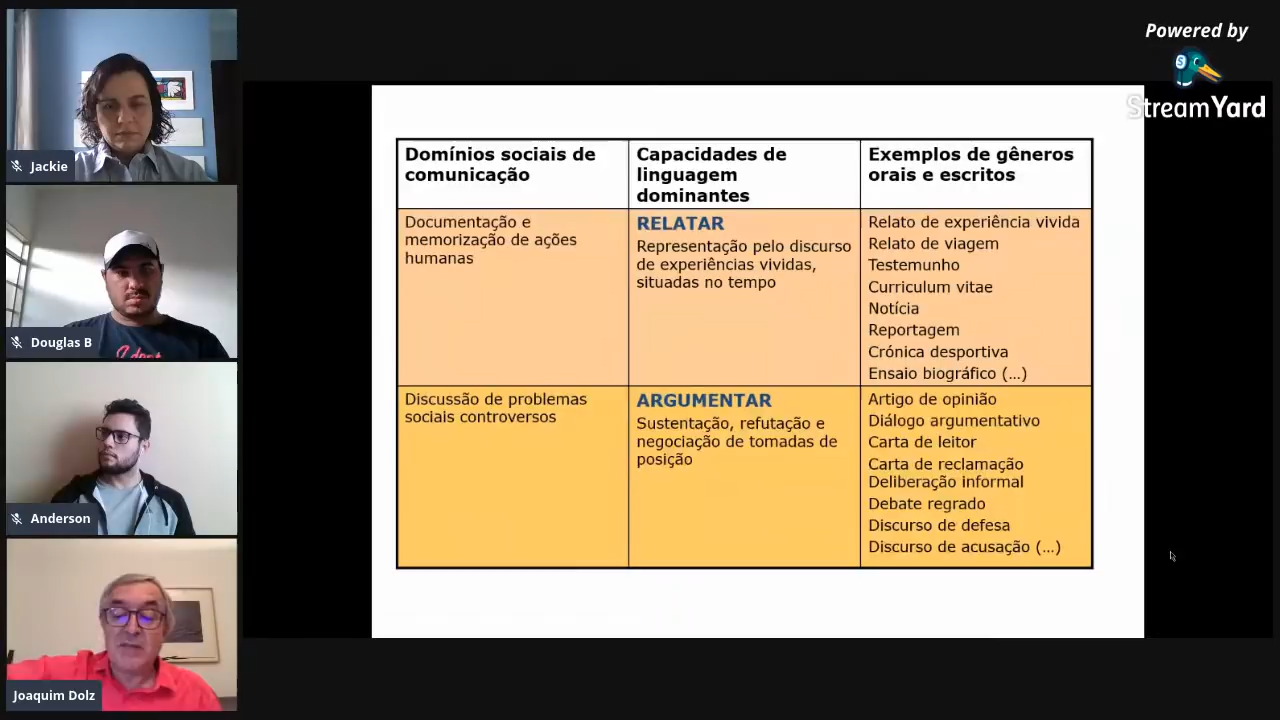 Powered by
StreamYard
Jackie
Douglas B
Anderson
Joaquim Dolz
Domínios sociais de
comunicação
Capacidades de
linguagem
dominantes
Exemplos de gêneros
orais e escritos
Documentação e
memorização de ações
humanas
RELATAR
Representação pelo discurso
de experiências vividas,
situadas no tempo
Relato de experiência vivida
Relato de viagem
Testemunho
Curriculum vitae
Notícia
Reportagem
Crónica desportiva
Ensaio biográfico (...)
Discussão de problemas
sociais controversos
ARGUMENTAR
Sustentação, refutação e
negociação de tomadas de
posição
Artigo de opinião
Diálogo argumentativo
Carta de leitor
Carta de reclamação
Deliberação informal
Debate regrado
Discurso de defesa
Discurso de acusação (...)